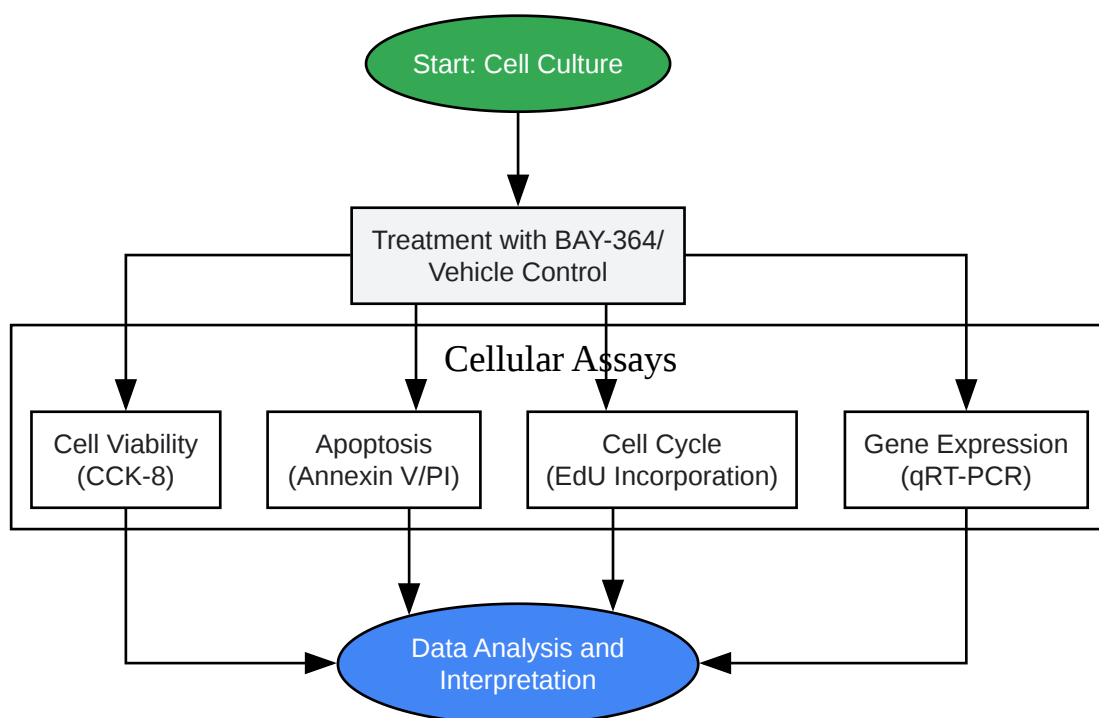 Start: Cell Culture
Treatment with BAY-364/
Vehicle Control
Cellular Assays
Cell Viability
(CCK-8)
Apoptosis
(Annexin V/PI)
Cell Cycle
(EdU Incorporation)
Gene Expression
(qRT-PCR)
Data Analysis and
Interpretation